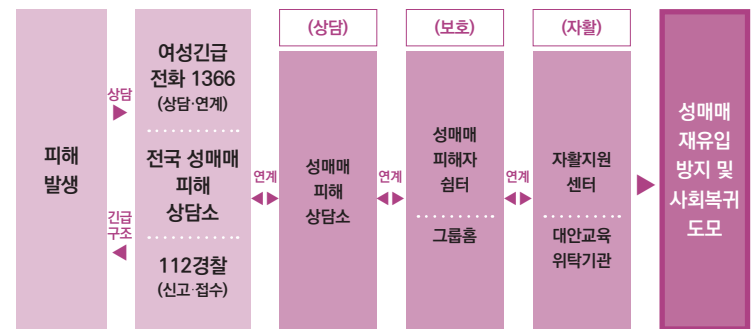 피해
발생
상담
긴급
구조
여성긴급
전화 1366
(상담·연계)
전국 성매매
피해
상담소
112경찰
(신고·접수)
연계
(상담)
성매매
피해
상담소
연계
(보호)
성매매
피해자
쉼터
그룹홈
연계
(자활)
자활지원
센터
대안교육
위탁기관
성매매
재유입
방지 및
사회복귀
도모